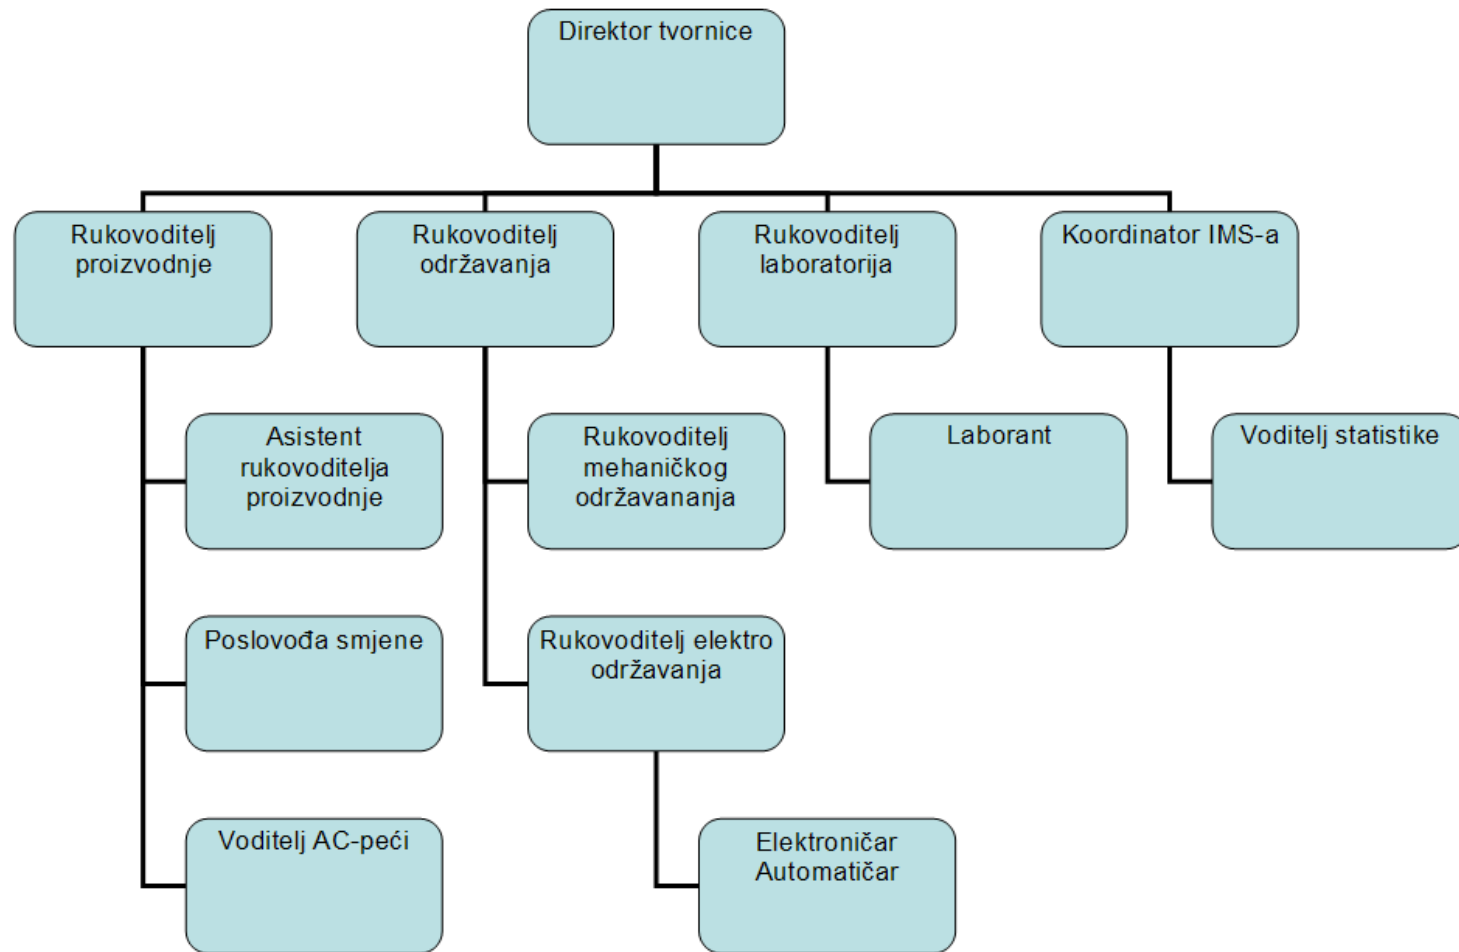 Direktor tvornice
Rukovoditelj
proizvodnje
Rukovoditelj
održavanja
Rukovoditelj
laboratorija
Koordinator IMS-a
Asistent
rukovoditelja
proizvodnje
Rukovoditelj
mehaničkog
održavananja
Laborant
Voditelj statistike
Poslovođa smjene
Rukovoditelj elektro
održavanja
Voditelj AC-peći
Elektroničar
Automatičar